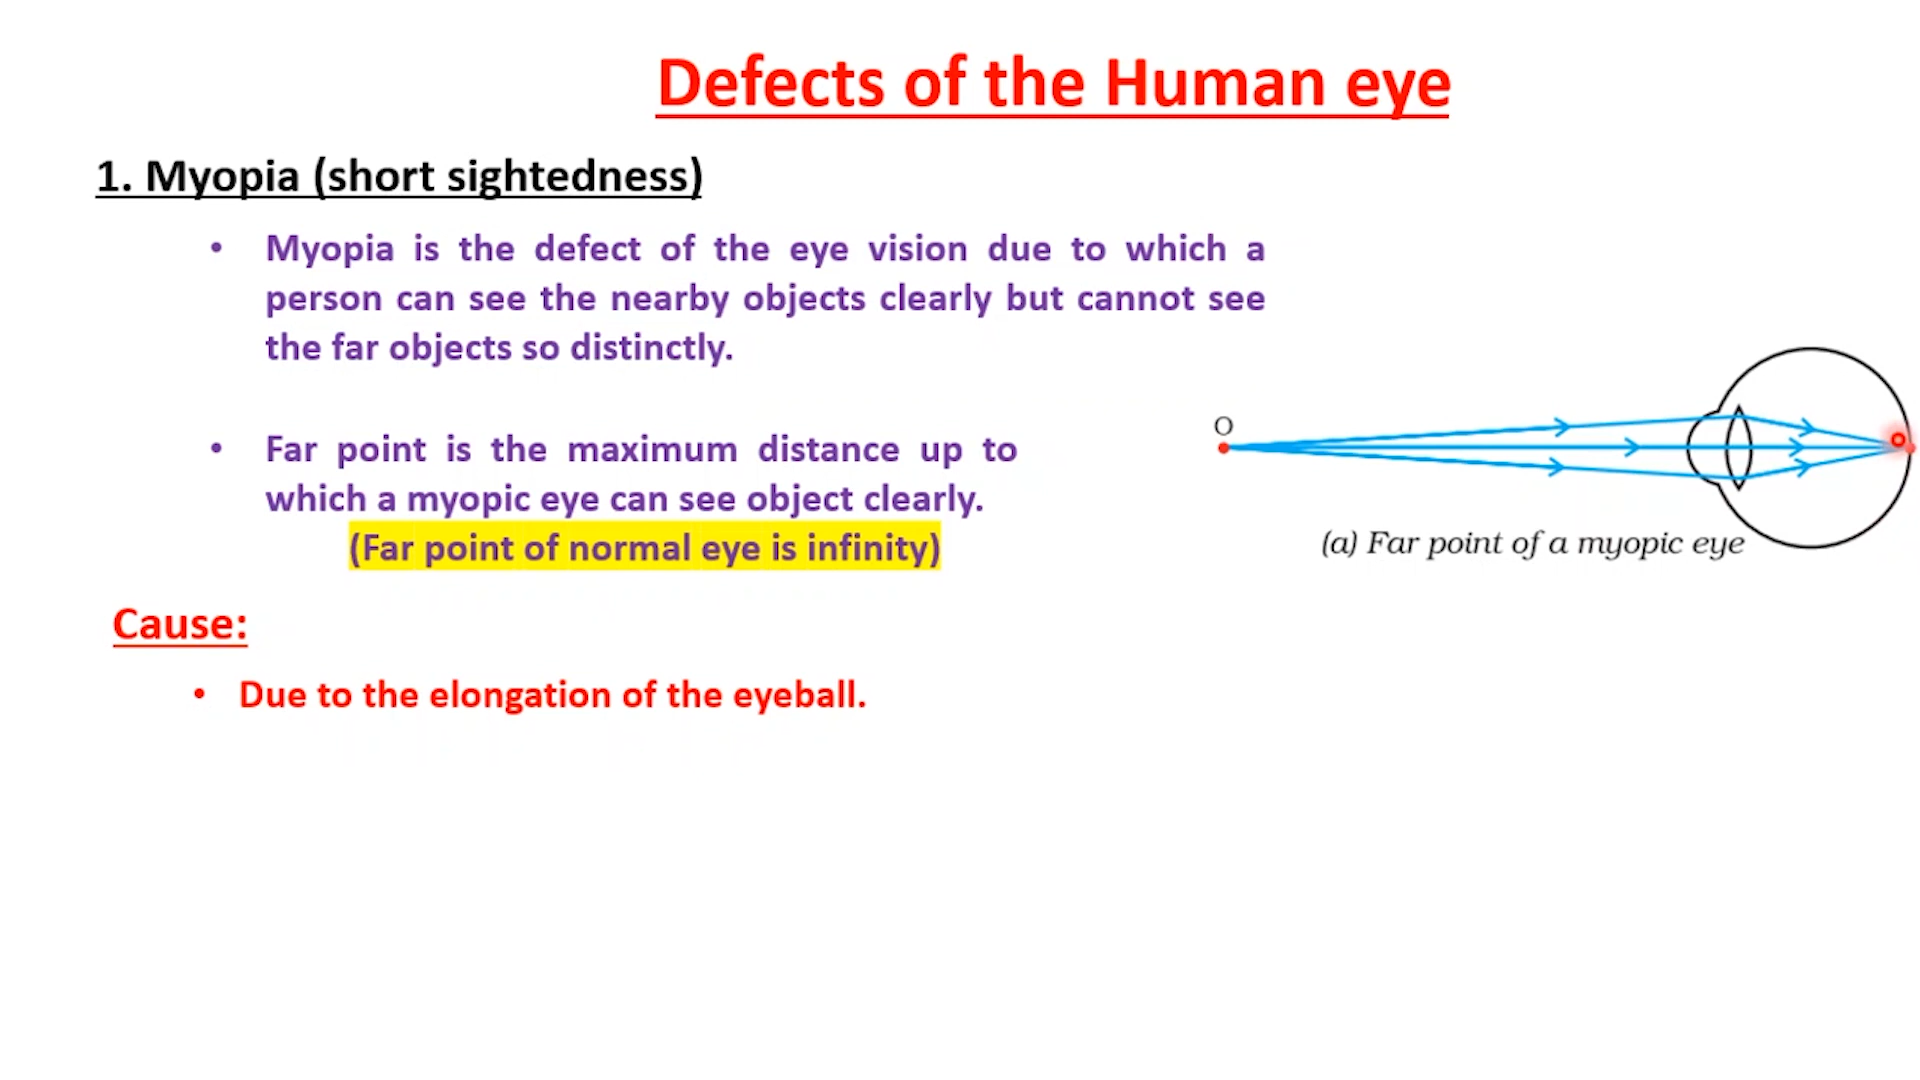 Defects of the Human eye
1. Myopia (short sightedness)
• Myopia is the defect of the eye vision due to which a
person can see the nearby objects clearly but cannot see
the far objects so distinctly.
• Far point is the maximum distance up to
which a myopic eye can see object clearly.
(Far point of normal eye is infinity)
O
(a) Far point of a myopic eye
Cause:
• Due to the elongation of the eyeball.